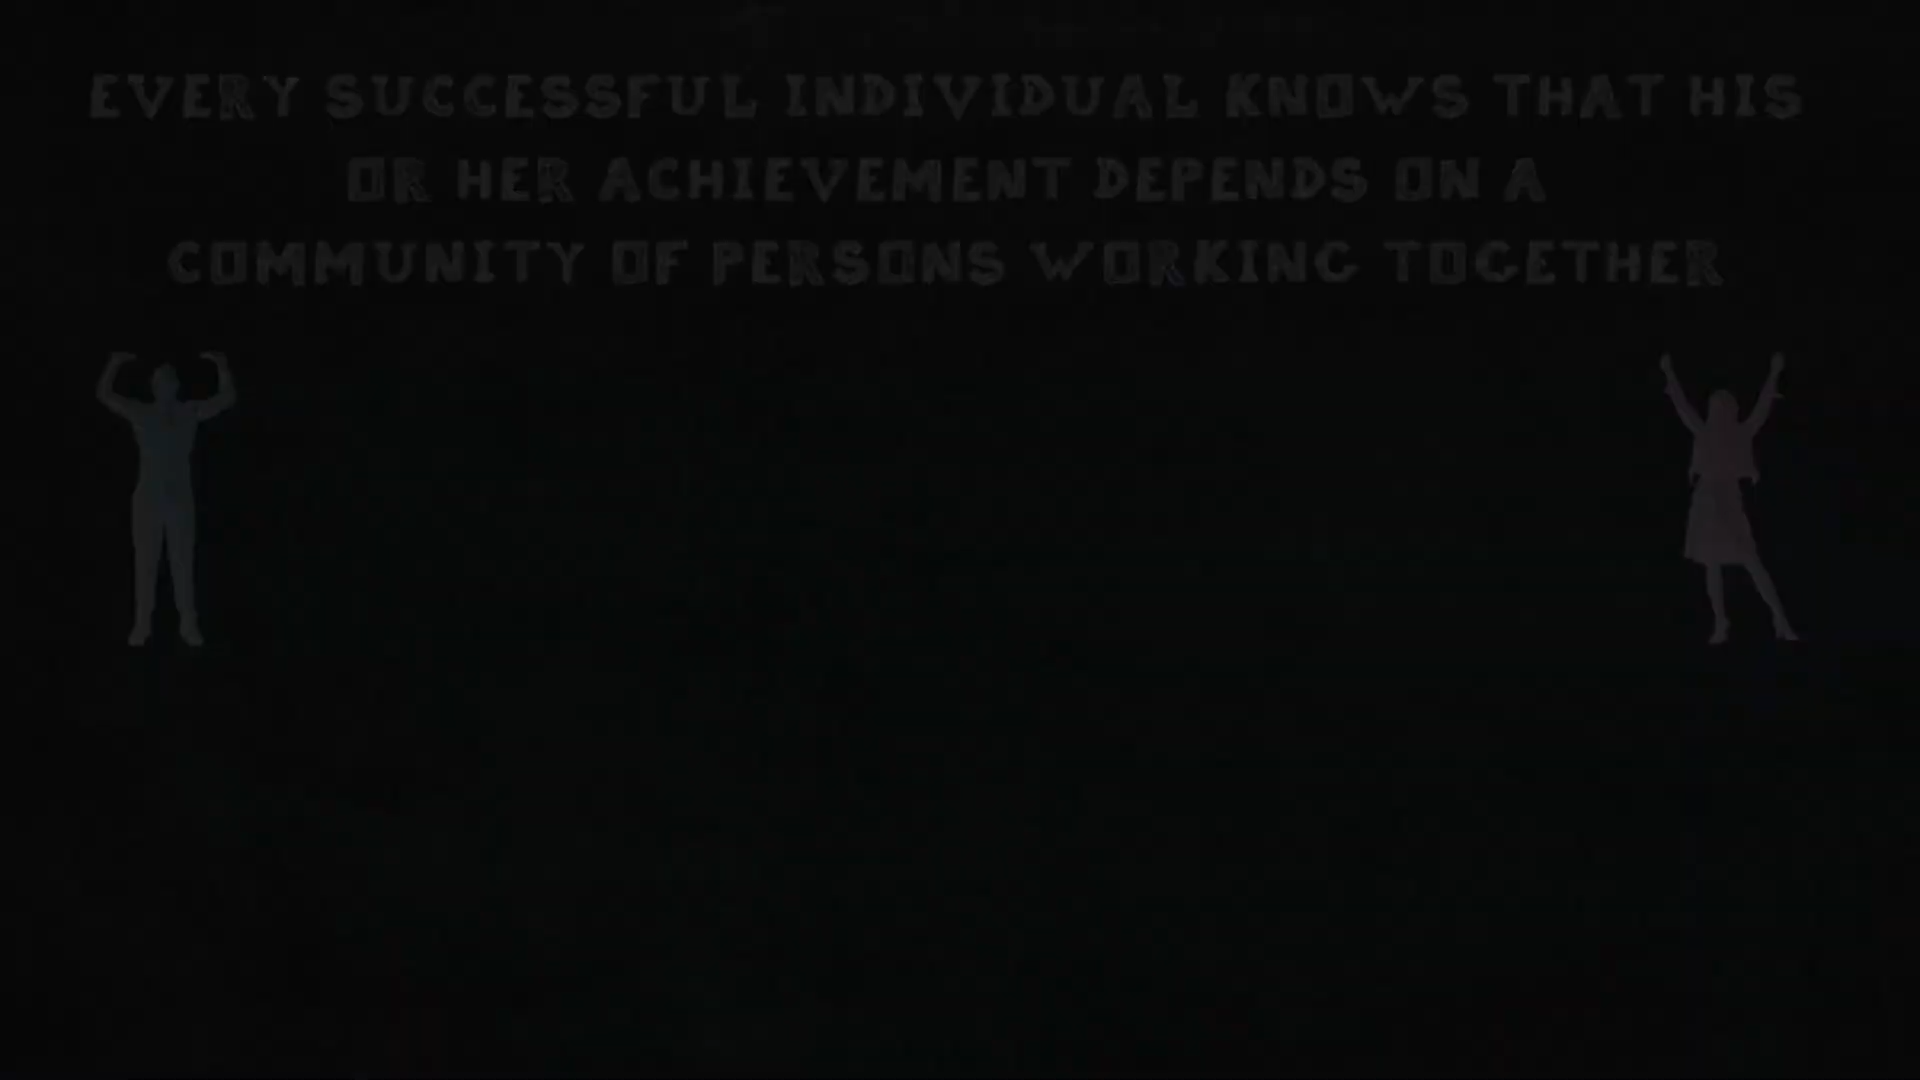 EVERY SUCCESSFUL INDIVIDUAL KNOWS THAT HIS
OR HER ACHIEVEMENT DEPENDS ON A
COMMUNITY OF PERSONS WORKING TOGETHER